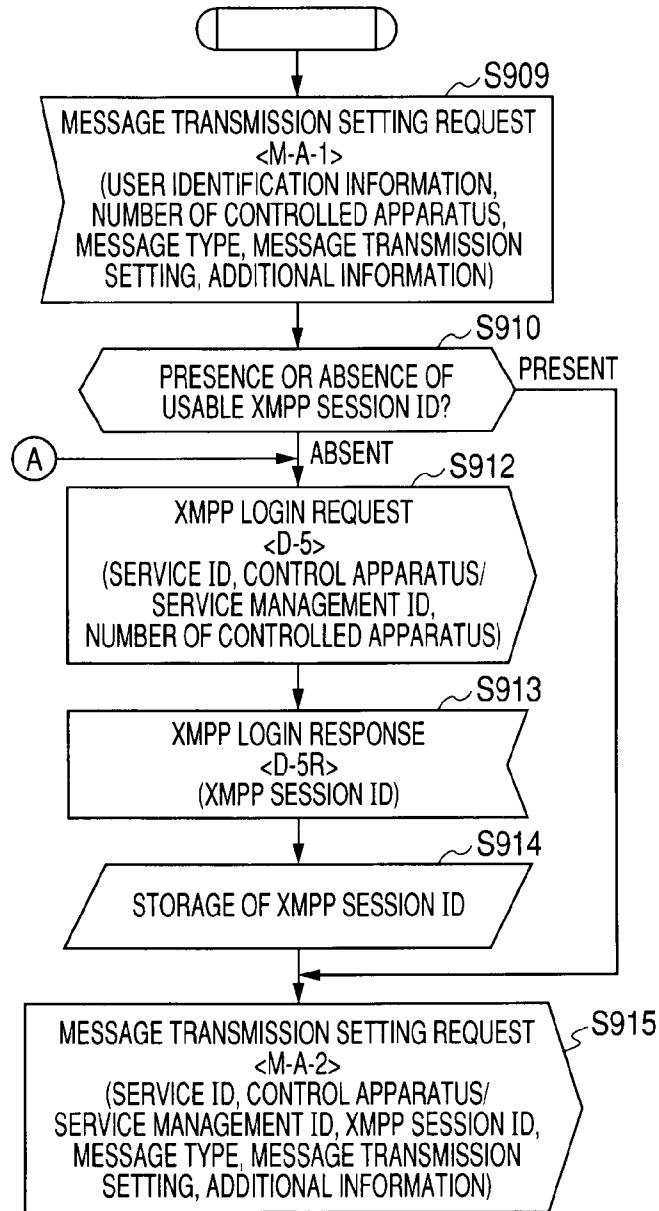 S909
MESSAGE TRANSMISSION SETTING REQUEST
<M-A-1>
(USER IDENTIFICATION INFORMATION,
NUMBER OF CONTROLLED APPARATUS,
MESSAGE TYPE, MESSAGE TRANSMISSION
SETTING, ADDITIONAL INFORMATION)
S910
PRESENCE OR ABSENCE OF
USABLE XMPP SESSION ID?
PRESENT
A
ABSENT
S912
XMPP LOGIN REQUEST
<D-5>
(SERVICE ID, CONTROL APPARATUS/
SERVICE MANAGEMENT ID,
NUMBER OF CONTROLLED APPARATUS)
S913
XMPP LOGIN RESPONSE
<D-5R>
(XMPP SESSION ID)
S914
STORAGE OF XMPP SESSION ID
S915
MESSAGE TRANSMISSION SETTING REQUEST
<M-A-2>
(SERVICE ID, CONTROL APPARATUS/
SERVICE MANAGEMENT ID, XMPP SESSION ID,
MESSAGE TYPE, MESSAGE TRANSMISSION
SETTING, ADDITIONAL INFORMATION)